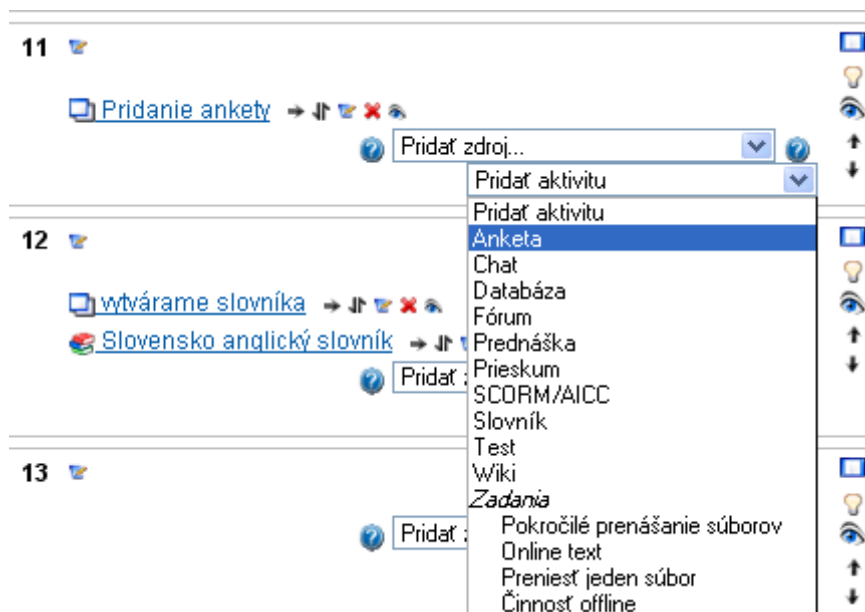 11
Pridanie ankety
Pridať zdroj...
Pridať aktivitu
Pridať aktivitu
Anketa
Chat
Databáza
Fórum
Prednáška
Prieskum
SCORM/AICC
Slovník
Test
Wiki
Zadania
Pokročilé prenášanie súborov
Online text
Preniesť jeden súbor
Činnosť offline
12
vytvárame slovníka
Slovensko anglický slovník
Pridať
13
Pridať